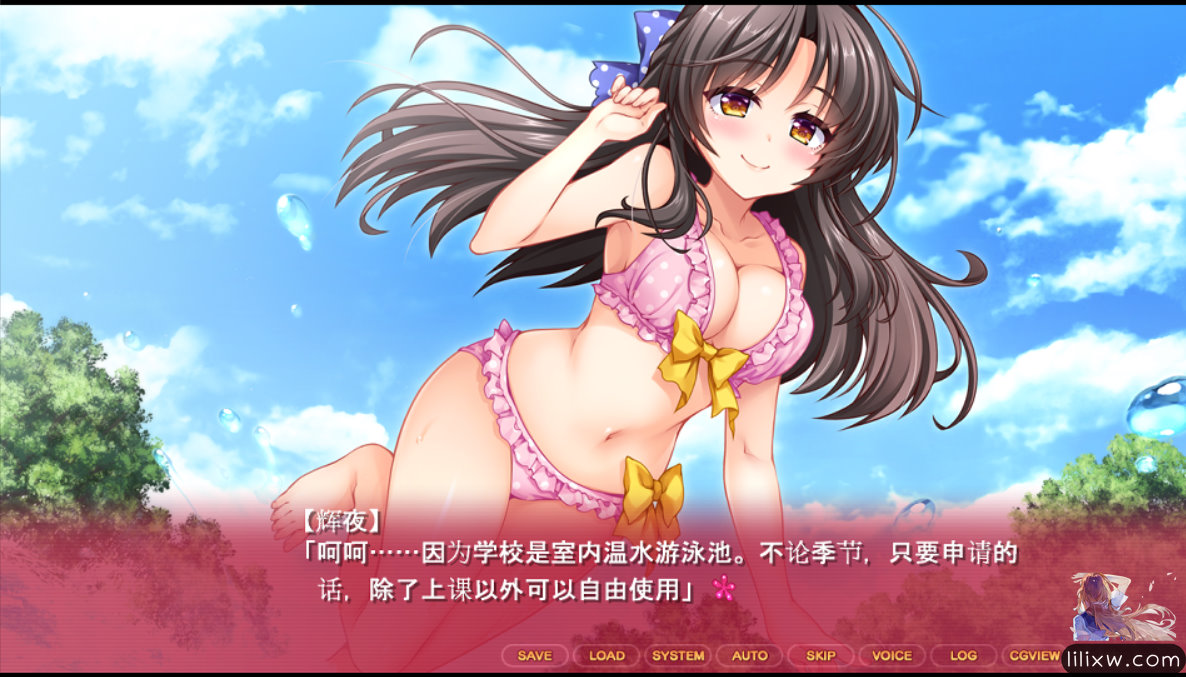 【辉夜】
「呵呵……因为学校是室内温水游泳池。不论季节，只要申请的
话，除了上课以外可以自由使用」
SAVE LOAD SYSTEM AUTO SKIP VOICE LOG CGVIEW
lilixw.com